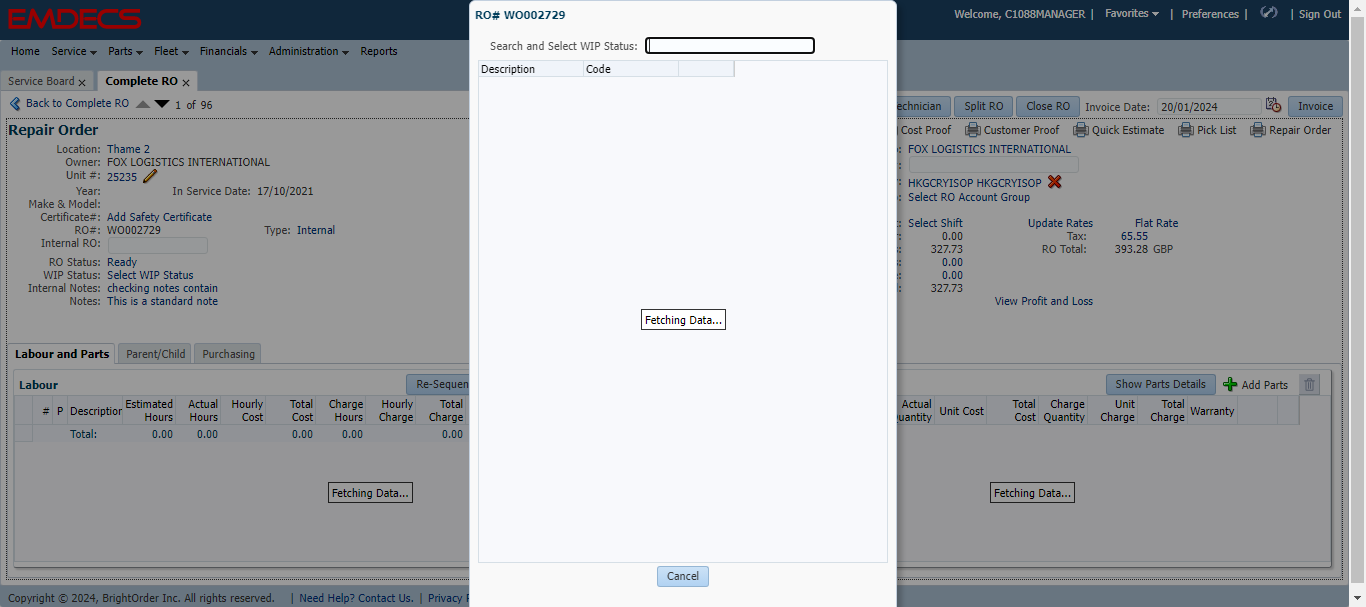 EMDECS
Welcome, C1088MANAGER | Favorites | Preferences | | Sign Out
Home Service Parts Fleet Financials Administration Reports
Service Board x Complete RO x
Back to Complete RO 1 of 96
echnician Split RO Close RO Invoice Date: 20/01/2024 Invoice
Repair Order
Cost Proof Customer Proof Quick Estimate Pick List Repair Order
Location: Thame 2
Owner: FOX LOGISTICS INTERNATIONAL
Unit #: 25235
Year: In Service Date: 17/10/2021
Make & Model:
Certificate#: Add Safety Certificate
RO#: WO002729 Type: Internal
Internal RO:
RO Status: Ready
WIP Status: Select WIP Status
Internal Notes: checking notes contain
Notes: This is a standard note
FOX LOGISTICS INTERNATIONAL
HKGCRYISOP HKGCRYISOP
Select RO Account Group
Select Shift Update Rates Flat Rate
0.00 Tax: 65.55
327.73 RO Total: 393.28 GBP
0.00
0.00
327.73
View Profit and Loss
RO# WO002729
Search and Select WIP Status:
Description Code
Fetching Data...
Cancel
Labour and Parts Parent/Child Purchasing
Labour Re-Sequen
# P Description Estimated Hours Actual Hours Hourly Cost Total Cost Charge Hours Hourly Charge Total Charge
Total: 0.00 0.00 0.00 0.00 0.00
Fetching Data...
Show Parts Details Add Parts
Actual Quantity Unit Cost Total Cost Charge Quantity Unit Charge Total Charge Warranty
Fetching Data...
Copyright © 2024, BrightOrder Inc. All rights reserved. | Need Help? Contact Us. | Privacy